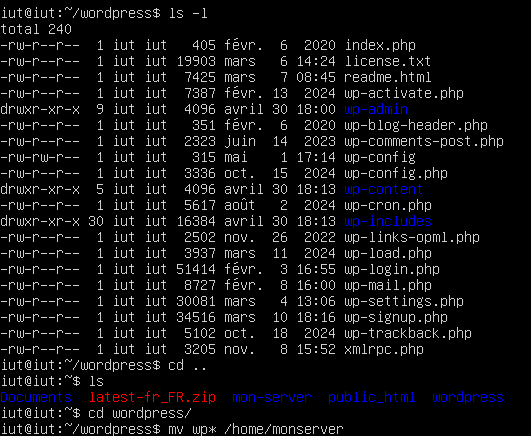 iut@iut:~/wordpress$ ls -l
total 240
-rw-r--r--  1 iut iut   405 févr.  6  2020 index.php
-rw-r--r--  1 iut iut 19903 mars   6 14:24 license.txt
-rw-r--r--  1 iut iut  7425 mars   7 08:45 readme.html
-rw-r--r--  1 iut iut  7387 févr. 13  2024 wp-activate.php
drwxr-xr-x  9 iut iut  4096 avril 30 18:00 wp-admin
-rw-r--r--  1 iut iut   351 févr.  6  2020 wp-blog-header.php
-rw-r--r--  1 iut iut  2323 juin  14  2023 wp-comments-post.php
-rw-rw-r--  1 iut iut   315 mai    1 17:14 wp-config
-rw-r--r--  1 iut iut  3336 oct.  15  2024 wp-config.php
drwxr-xr-x  5 iut iut  4096 avril 30 18:13 wp-content
-rw-r--r--  1 iut iut  5617 août   2  2024 wp-cron.php
drwxr-xr-x 30 iut iut 16384 avril 30 18:13 wp-includes
-rw-r--r--  1 iut iut  2502 nov.  26  2022 wp-links-opml.php
-rw-r--r--  1 iut iut  3937 mars  11  2024 wp-load.php
-rw-r--r--  1 iut iut 51414 févr.  3 16:55 wp-login.php
-rw-r--r--  1 iut iut  8727 févr.  8 16:00 wp-mail.php
-rw-r--r--  1 iut iut 30081 mars   4 13:06 wp-settings.php
-rw-r--r--  1 iut iut 34516 mars  10 18:16 wp-signup.php
-rw-r--r--  1 iut iut  5102 oct.  18  2024 wp-trackback.php
-rw-r--r--  1 iut iut  3205 nov.   8 15:52 xmlrpc.php
iut@iut:~/wordpress$ cd ..
iut@iut:~$ ls
Documents  latest-fr_FR.zip  mon-server  public_html  wordpress
iut@iut:~$ cd wordpress/
iut@iut:~/wordpress$ mv wp* /home/monserver